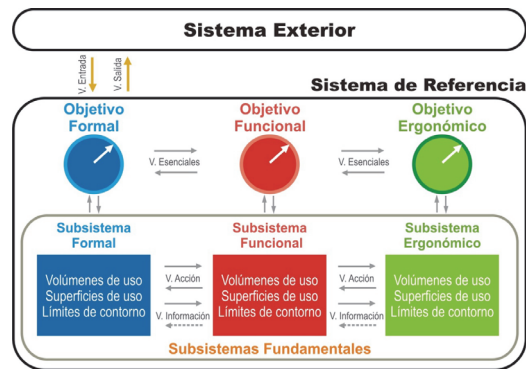 Sistema Exterior
V. Entrada
V. Salida
Sistema de Referencia
Objetivo
Formal
Objetivo
Funcional
Objetivo
Ergonómico
V. Esenciales
V. Esenciales
Subsistema
Formal
Subsistema
Funcional
Subsistema
Ergonómico
Volúmenes de uso
Superficies de uso
Límites de contorno
V. Acción
V. Información
Volúmenes de uso
Superficies de uso
Límites de contorno
V. Acción
V. Información
Volúmenes de uso
Superficies de uso
Límites de contorno
Subsistemas Fundamentales